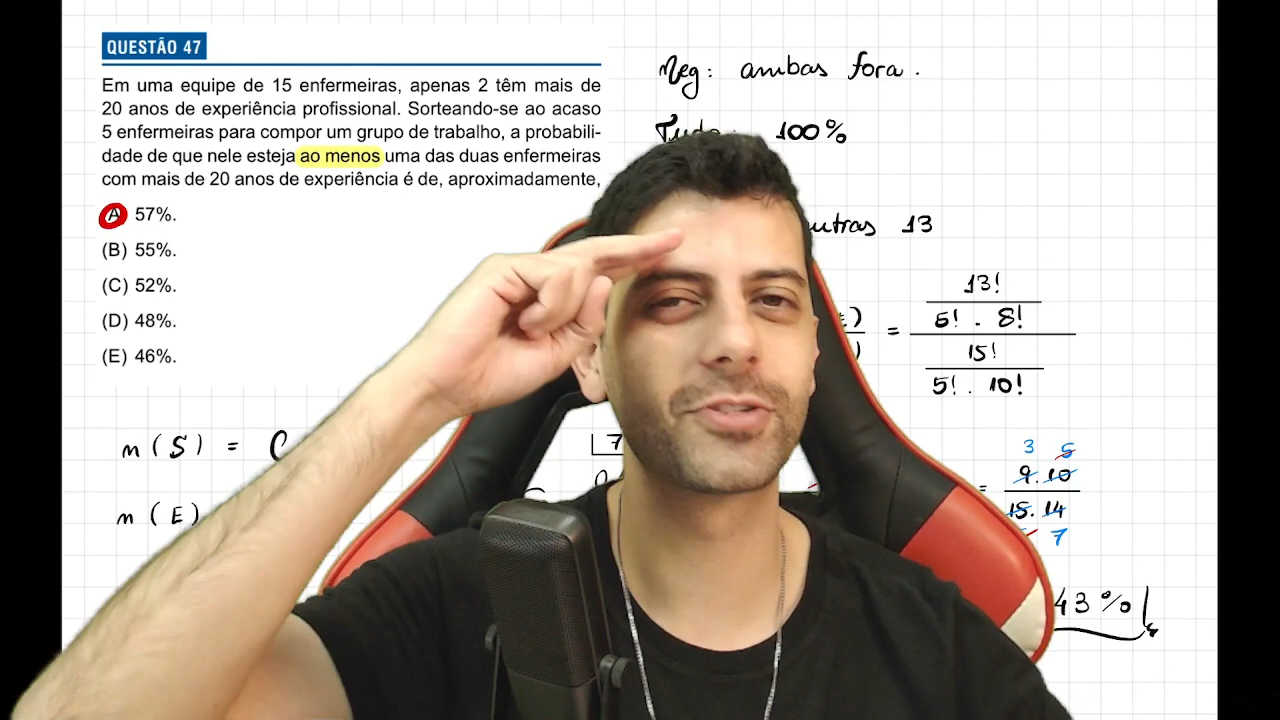 QUESTÃO 47
Em uma equipe de 15 enfermeiras, apenas 2 têm mais de
20 anos de experiência profissional. Sorteando-se ao acaso
5 enfermeiras para compor um grupo de trabalho, a probabili-
dade de que nele esteja ao menos uma das duas enfermeiras
com mais de 20 anos de experiência é de, aproximadamente,
A 57%.
(B) 55%.
(C) 52%.
(D) 48%.
(E) 46%.
Neg: ambas fora.
100%
13
13!
5! . 8!
=
15!
5! . 10!
n(S) = C
n(E)
7
3 5
= 9.10
15.14
7
43%